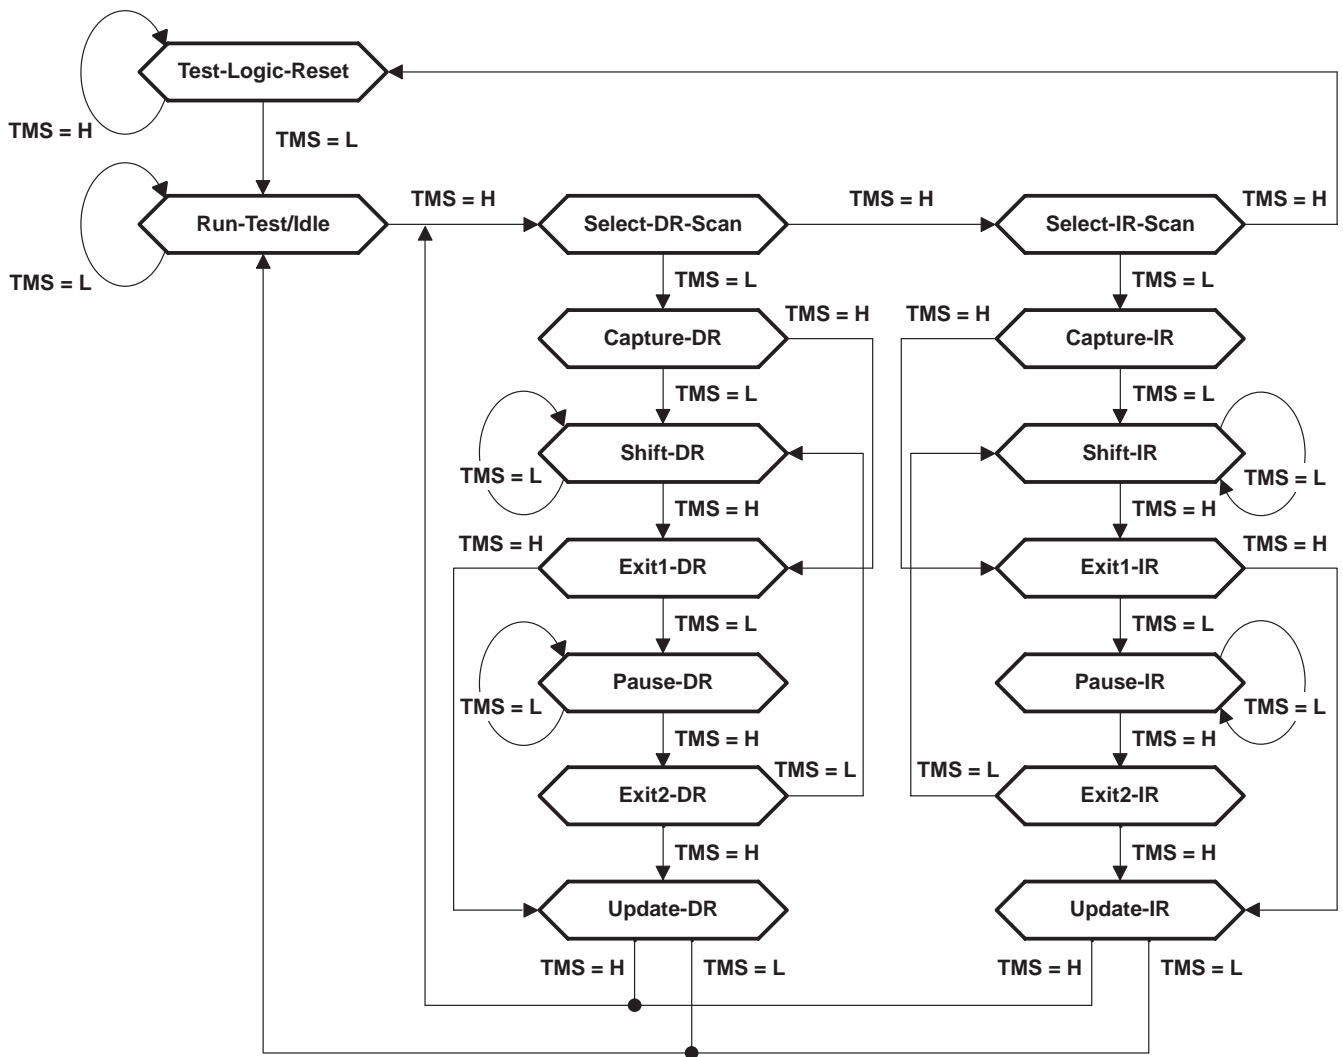 Test-Logic-Reset
TMS = H
TMS = L
Run-Test/Idle
TMS = H
Select-DR-Scan
TMS = H
Select-IR-Scan
TMS = H
TMS = L
TMS = L
TMS = L
TMS = H
TMS = H
Capture-DR
Capture-IR
TMS = L
TMS = L
Shift-DR
Shift-IR
TMS = L
TMS = L
TMS = H
TMS = H
TMS = H
TMS = H
Exit1-DR
Exit1-IR
TMS = L
TMS = L
Pause-DR
Pause-IR
TMS = L
TMS = L
TMS = H
TMS = H
TMS = L
TMS = L
Exit2-DR
Exit2-IR
TMS = H
TMS = H
Update-DR
Update-IR
TMS = H
TMS = L
TMS = H
TMS = L